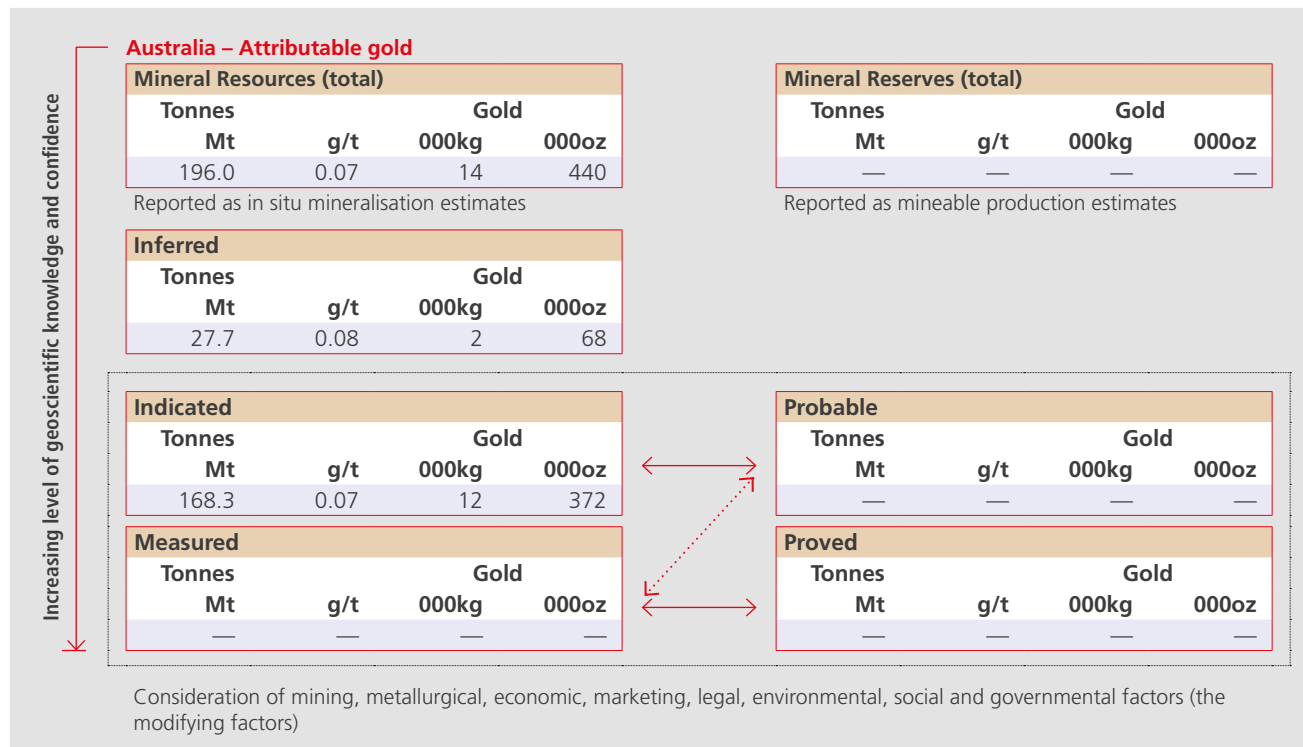 Increasing level of geoscientific knowledge and confidence
Australia – Attributable gold
Mineral Resources (total)
Tonnes Gold
Mt g/t 000kg 000oz
196.0 0.07 14 440
Reported as in situ mineralisation estimates
Mineral Reserves (total)
Tonnes Gold
Mt g/t 000kg 000oz
— — — —
Reported as mineable production estimates
Inferred
Tonnes Gold
Mt g/t 000kg 000oz
27.7 0.08 2 68
Indicated
Tonnes Gold
Mt g/t 000kg 000oz
168.3 0.07 12 372
Probable
Tonnes Gold
Mt g/t 000kg 000oz
— — — —
Measured
Tonnes Gold
Mt g/t 000kg 000oz
— — — —
Proved
Tonnes Gold
Mt g/t 000kg 000oz
— — — —
Consideration of mining, metallurgical, economic, marketing, legal, environmental, social and governmental factors (the
modifying factors)